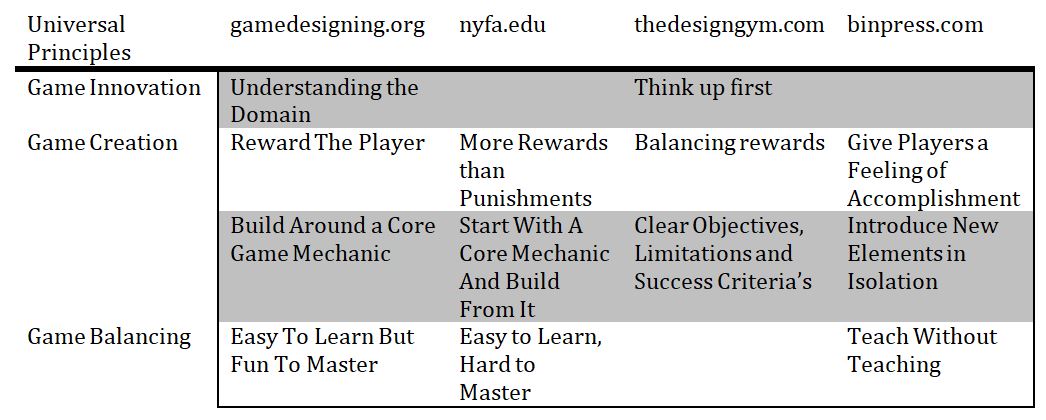 Universal Principles
gamedesigning.org
nyfa.edu
thedesigngym.com
binpress.com
Game Innovation
Understanding the
Domain
Think up first
Game Creation
Reward The Player
More Rewards
than
Punishments
Balancing rewards
Give Players a
Feeling of
Accomplishment
Build Around a Core
Game Mechanic
Start With A
Core Mechanic
And Build
From It
Clear Objectives,
Limitations and
Success Criteria's
Introduce New
Elements in
Isolation
Game Balancing
Easy To Learn But
Fun To Master
Easy to Learn,
Hard to
Master
Teach Without
Teaching